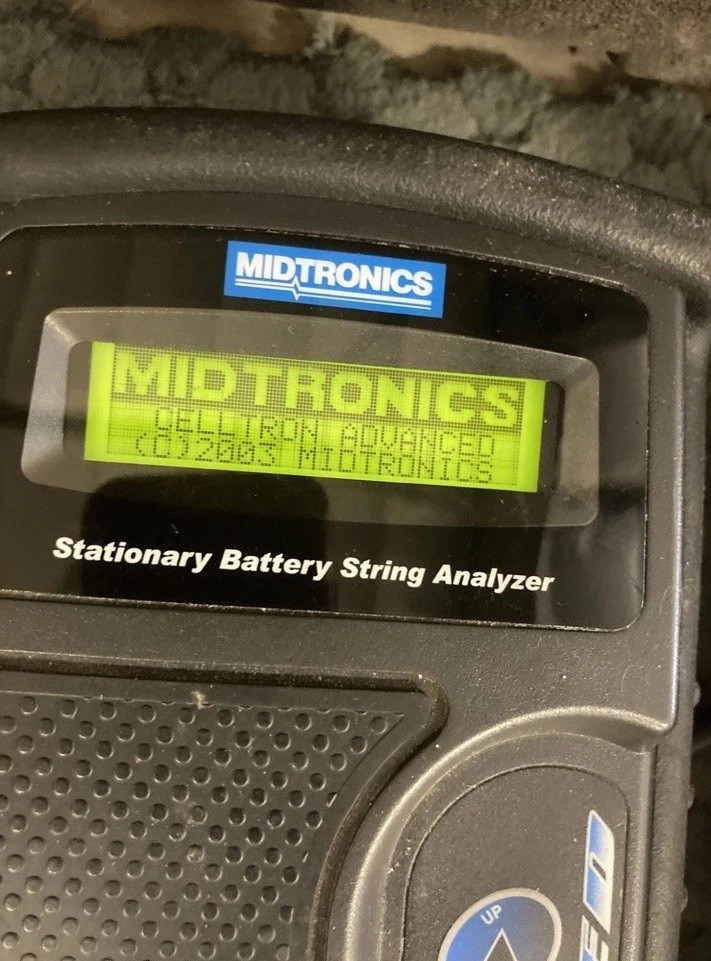 MIDTRONICS
MIDTRONICS
CELLTRON ADVANCED
(C)2003 MIDTRONICS
Stationary Battery String Analyzer
UP